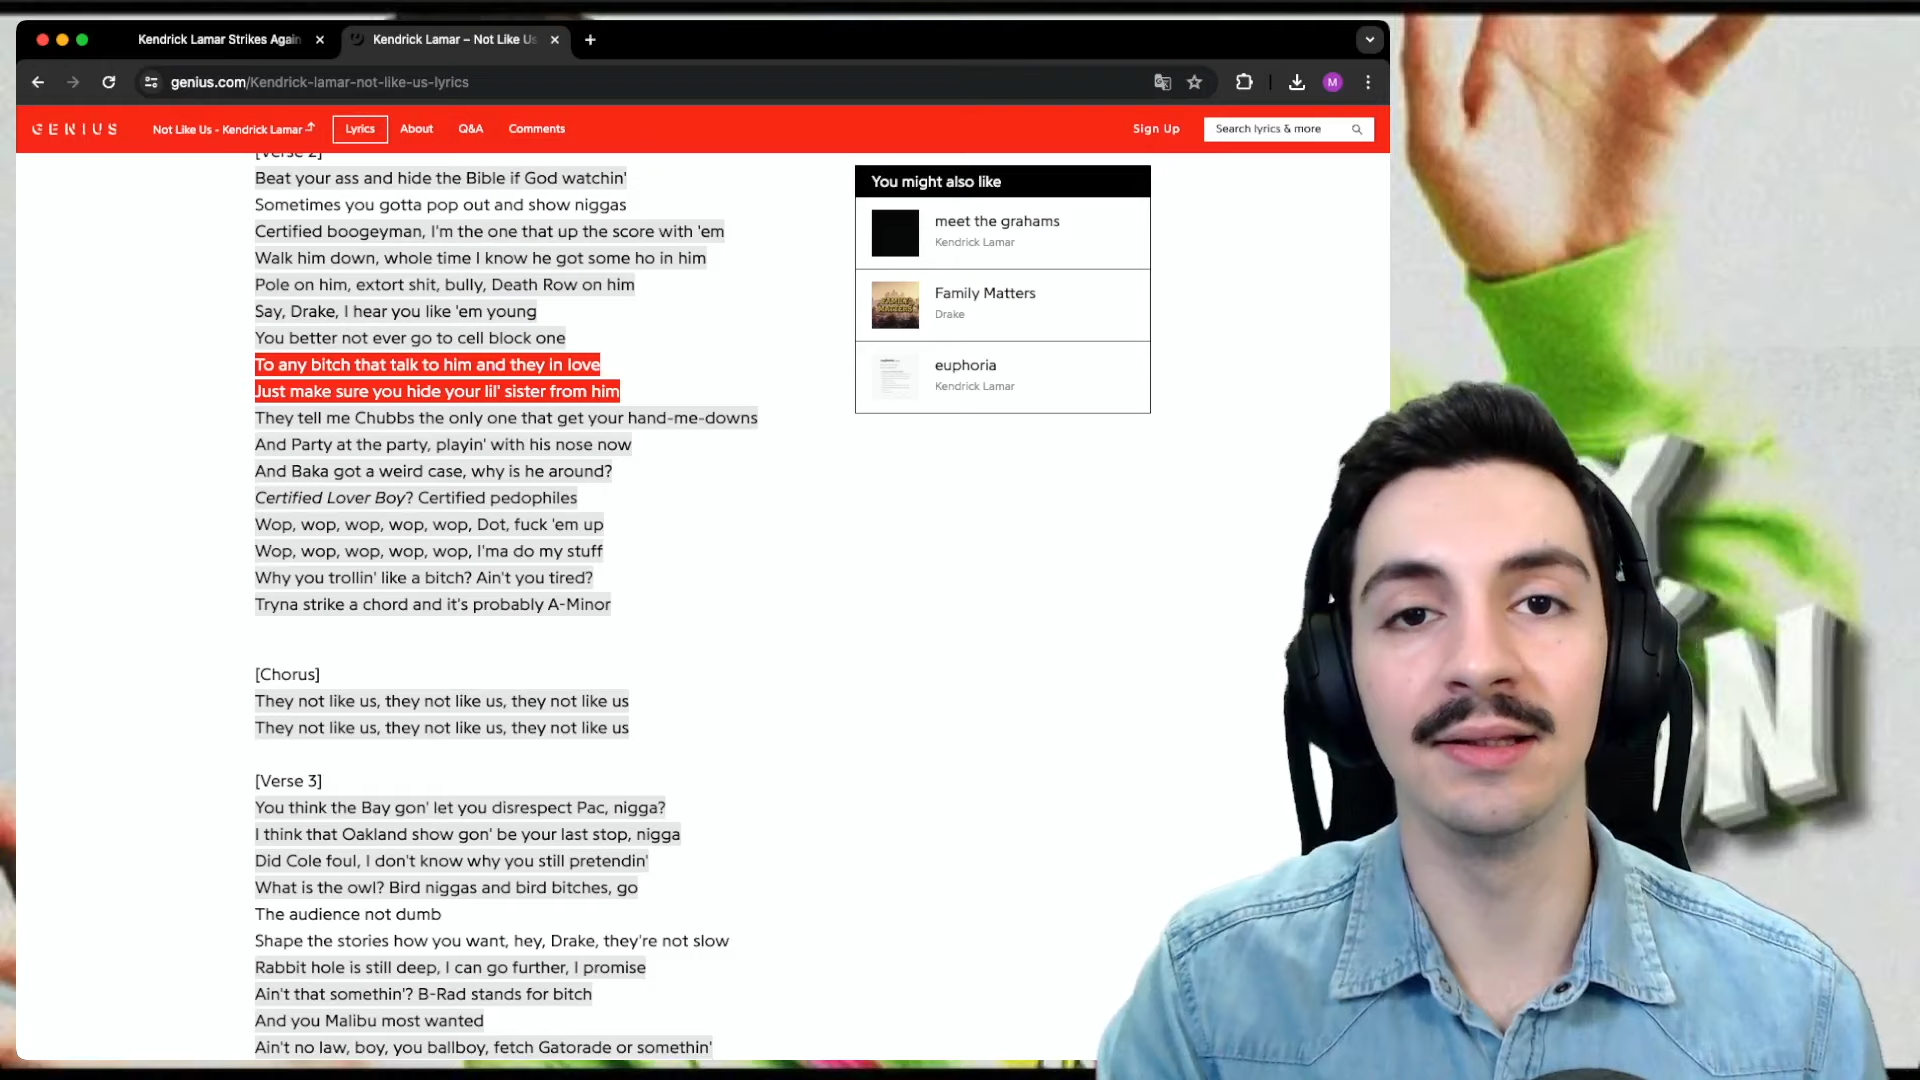 Kendrick Lamar Strikes Again
Kendrick Lamar – Not Like Us
genius.com/Kendrick-lamar-not-like-us-lyrics
M
GENIUS
Not Like Us - Kendrick Lamar
Lyrics
About
Q&A
Comments
Sign Up
Search lyrics & more
[Verse 2]
Beat your ass and hide the Bible if God watchin'
Sometimes you gotta pop out and show niggas
Certified boogeyman, I'm the one that up the score with 'em
Walk him down, whole time I know he got some ho in him
Pole on him, extort shit, bully, Death Row on him
Say, Drake, I hear you like 'em young
You better not ever go to cell block one
To any bitch that talk to him and they in love
Just make sure you hide your lil' sister from him
They tell me Chubbs the only one that get your hand-me-downs
And Party at the party, playin' with his nose now
And Baka got a weird case, why is he around?
Certified Lover Boy? Certified pedophiles
Wop, wop, wop, wop, wop, Dot, fuck 'em up
Wop, wop, wop, wop, wop, I'ma do my stuff
Why you trollin' like a bitch? Ain't you tired?
Tryna strike a chord and it's probably A-Minor
[Chorus]
They not like us, they not like us, they not like us
They not like us, they not like us, they not like us
[Verse 3]
You think the Bay gon' let you disrespect Pac, nigga?
I think that Oakland show gon' be your last stop, nigga
Did Cole foul, I don't know why you still pretendin'
What is the owl? Bird niggas and bird bitches, go
The audience not dumb
Shape the stories how you want, hey, Drake, they're not slow
Rabbit hole is still deep, I can go further, I promise
Ain't that somethin'? B-Rad stands for bitch
And you Malibu most wanted
Ain't no law, boy, you ballboy, fetch Gatorade or somethin'
You might also like
meet the grahams
Kendrick Lamar
FAMILY MATTERS
Family Matters
Drake
euphoria
Kendrick Lamar
Y
N